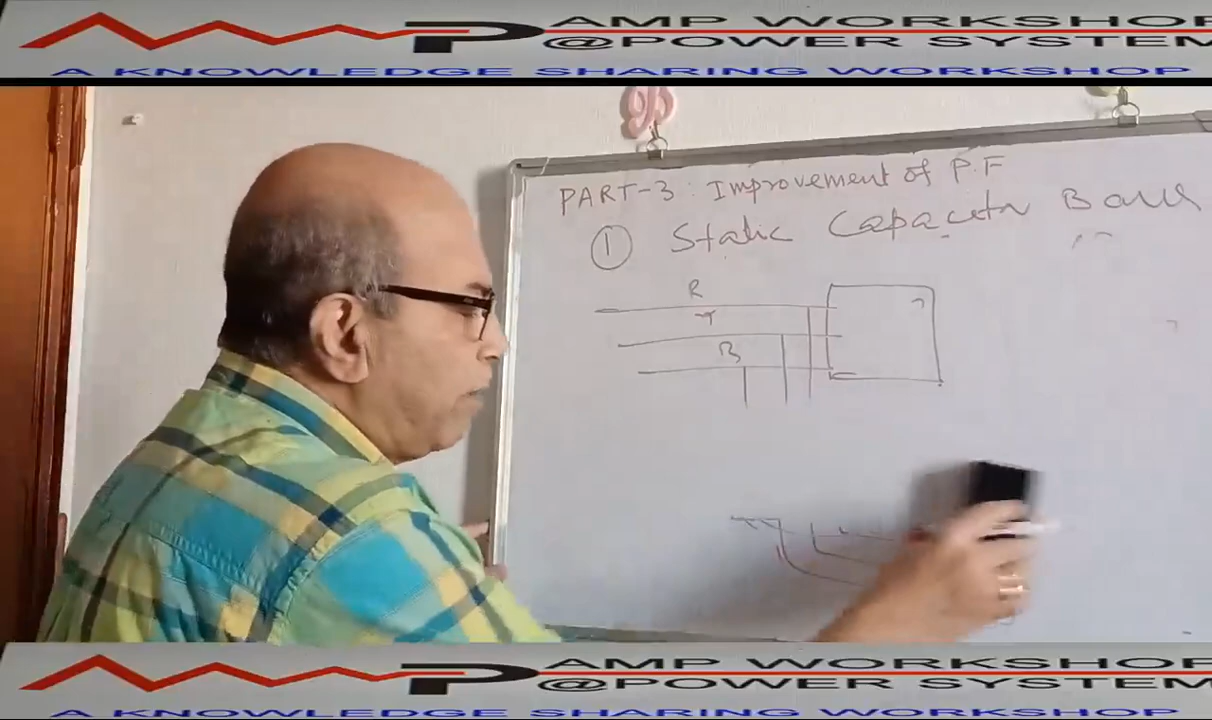 AMP WORKSHOP
@POWER SYSTEM
A KNOWLEDGE SHARING WORKSHOP
PART-3: Improvement of P.F
① Static Capacitor
R
Y
B
AMP WORKSHOP
@POWER SYSTEM
A KNOWLEDGE SHARING WORKSHOP